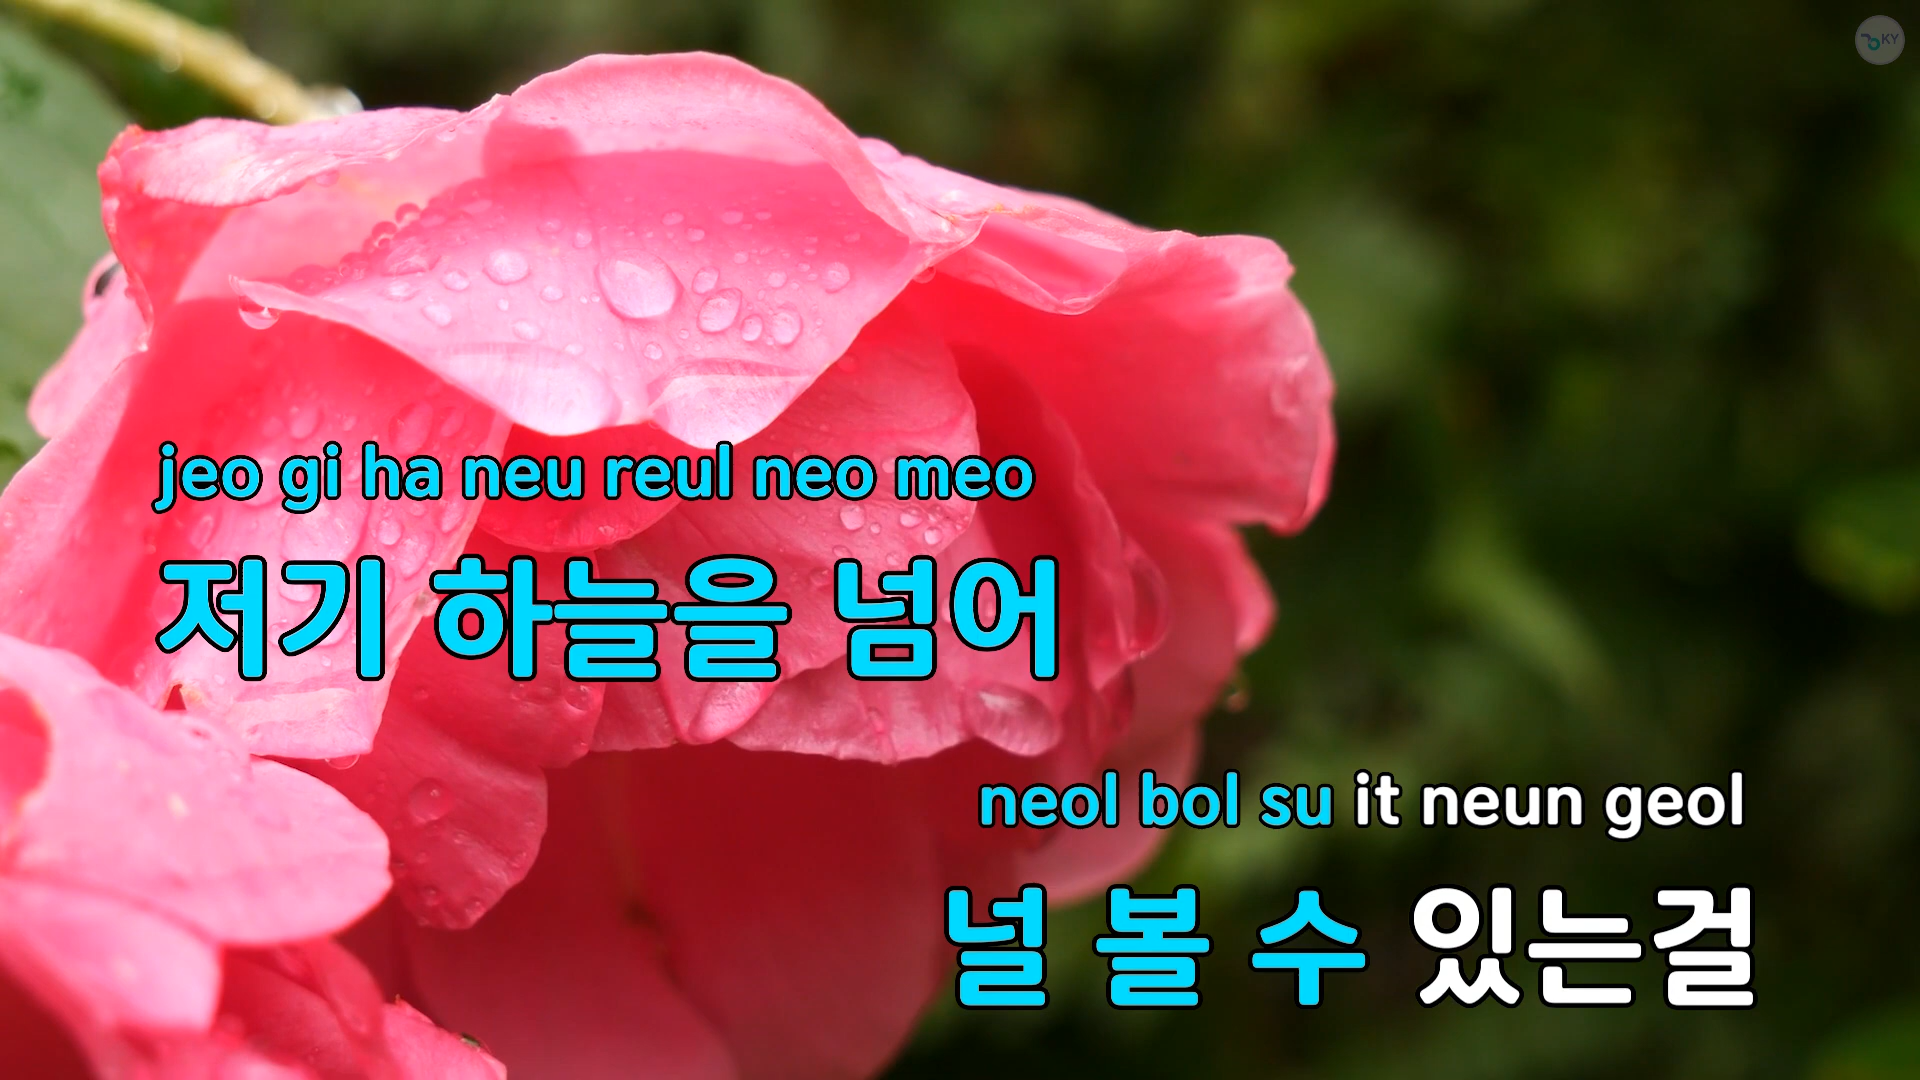 KY
jeo gi ha neu reul neo meo
저기 하늘을 넘어
neol bol su it neun geol
널 볼 수 있는걸